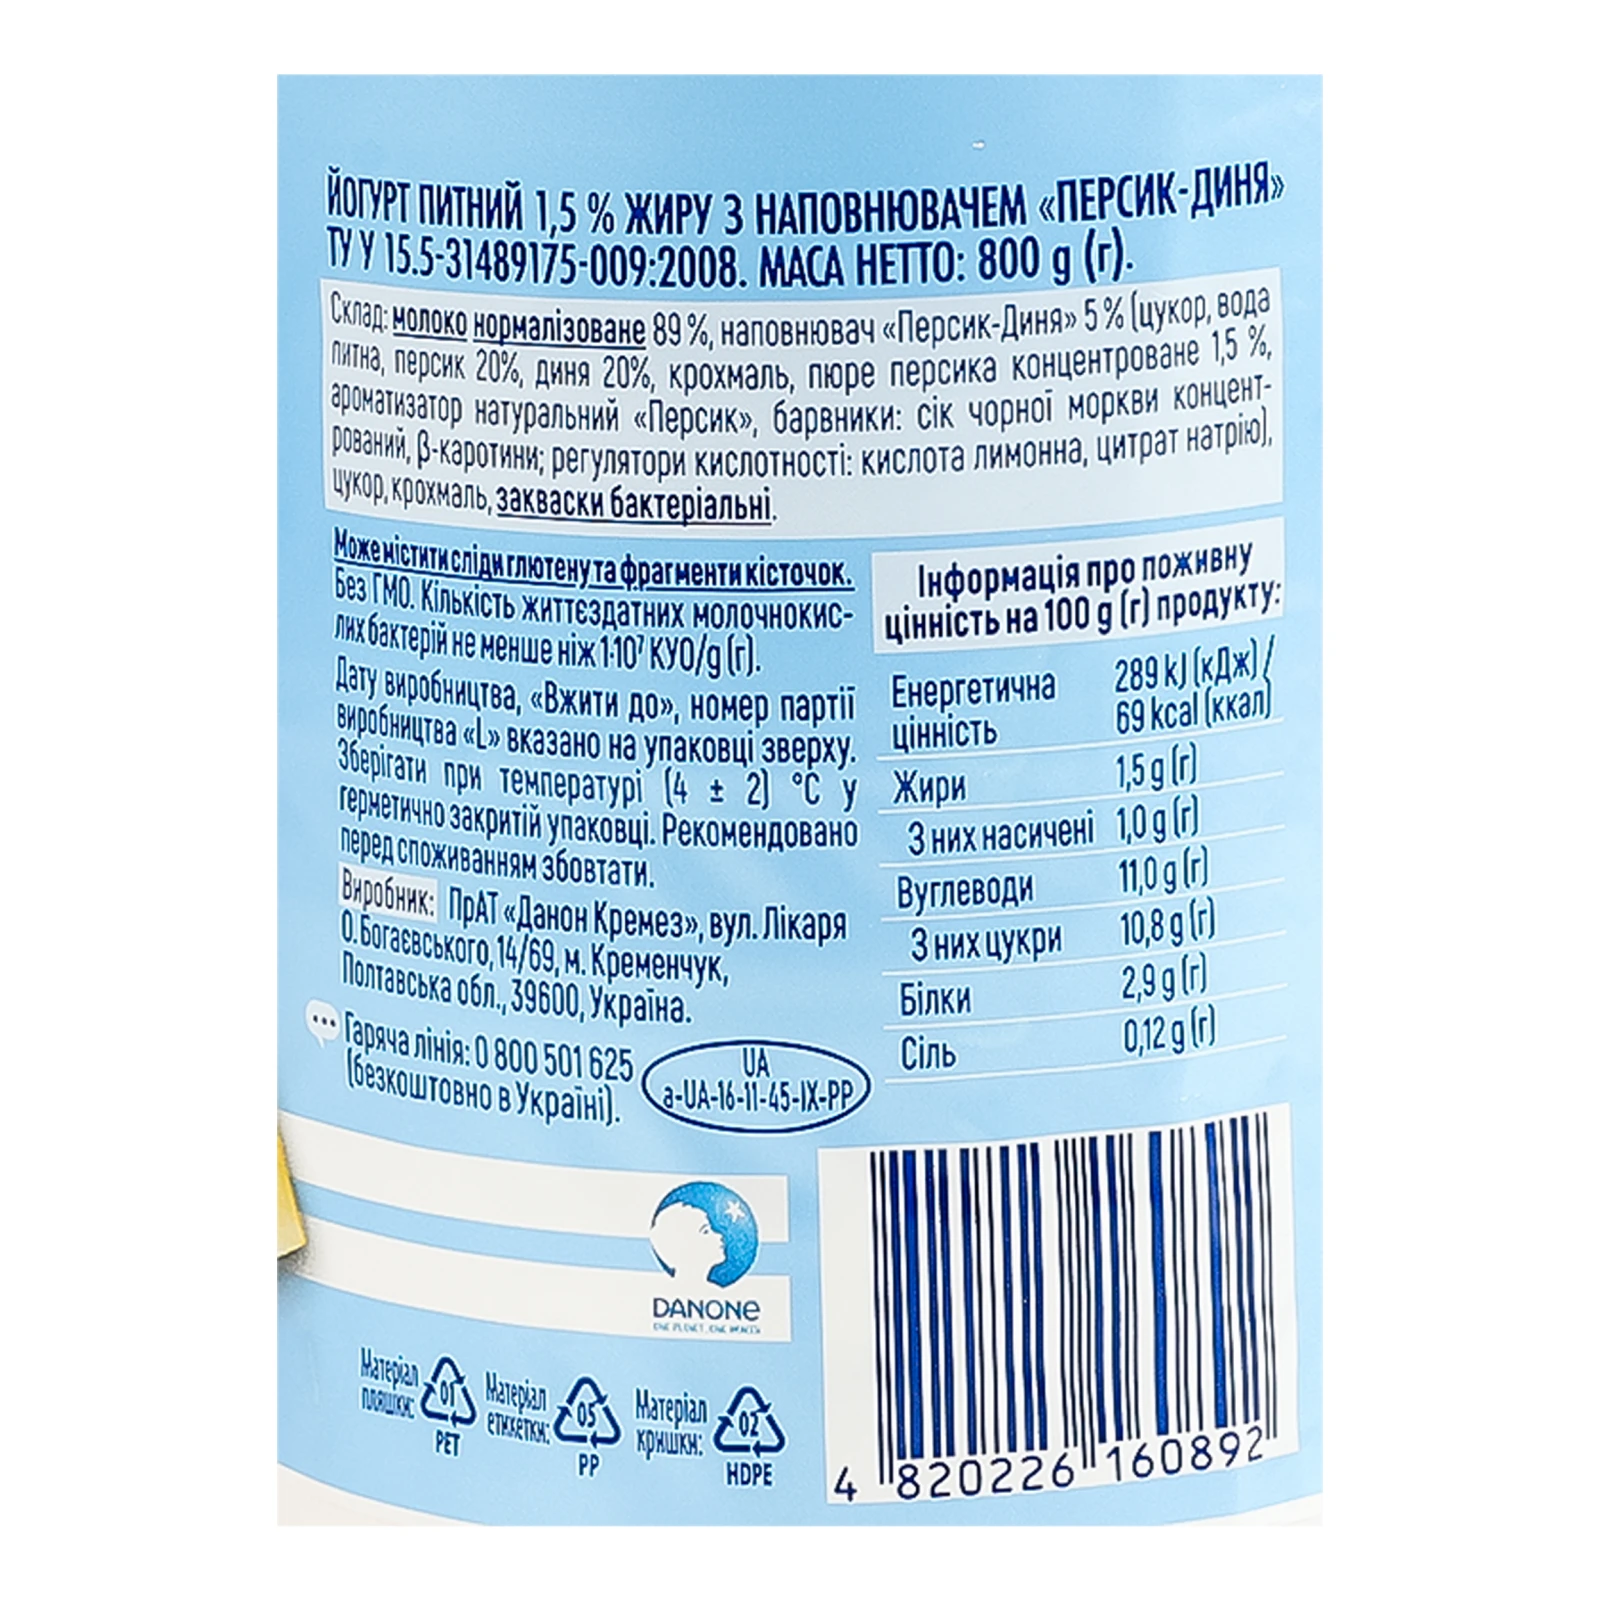 ЙОГУРТ ПИТНИЙ 1,5 % ЖИРУ З НАПОВНЮВАЧЕМ «ПЕРСИК-ДИНЯ»
ТУ У 15.5-31489175-009:2008. МАСА НЕТТО: 800 g (г).
Склад: молоко нормалізоване 89 %, наповнювач «Персик-Диня» 5 % (цукор, вода
питна, персик 20%, диня 20%, крохмаль, пюре персика концентроване 1,5 %,
ароматизатор натуральний «Персик», барвники: сік чорної моркви концент-
рований, β-каротини; регулятори кислотності: кислота лимонна, цитрат натрію),
цукор, крохмаль, закваски бактеріальні.
Може містити сліди глютену та фрагменти кісточок.
Без ГМО. Кількість життєздатних молочнокис-
лих бактерій не менше ніж 1·10⁷ КУО/g (г).
Дату виробництва, «Вжити до», номер партії
виробництва «L» вказано на упаковці зверху.
Зберігати при температурі (4 ± 2) °C у
герметично закритій упаковці. Рекомендовано
перед споживанням збовтати.
Виробник: ПрАТ «Данон Кремез», вул. Лікаря
О. Богаєвського, 14/69, м. Кременчук,
Полтавська обл., 39600, Україна.
Гаряча лінія: 0 800 501 625
(безкоштовно в Україні).
UA
a-UA-16-11-45-IX-PP
Інформація про поживну
цінність на 100 g (г) продукту:
Енергетична цінність 289 kJ (кДж) /
69 kcal (ккал)
Жири 1,5 g (г)
З них насичені 1,0 g (г)
Вуглеводи 11,0 g (г)
З них цукри 10,8 g (г)
Білки 2,9 g (г)
Сіль 0,12 g (г)
DANONE
ONE PLANET. ONE HEALTH
Матеріал
пляшки:
01
PET
Матеріал
етикетки:
05
PP
Матеріал
кришки:
02
HDPE
4 820226 160892